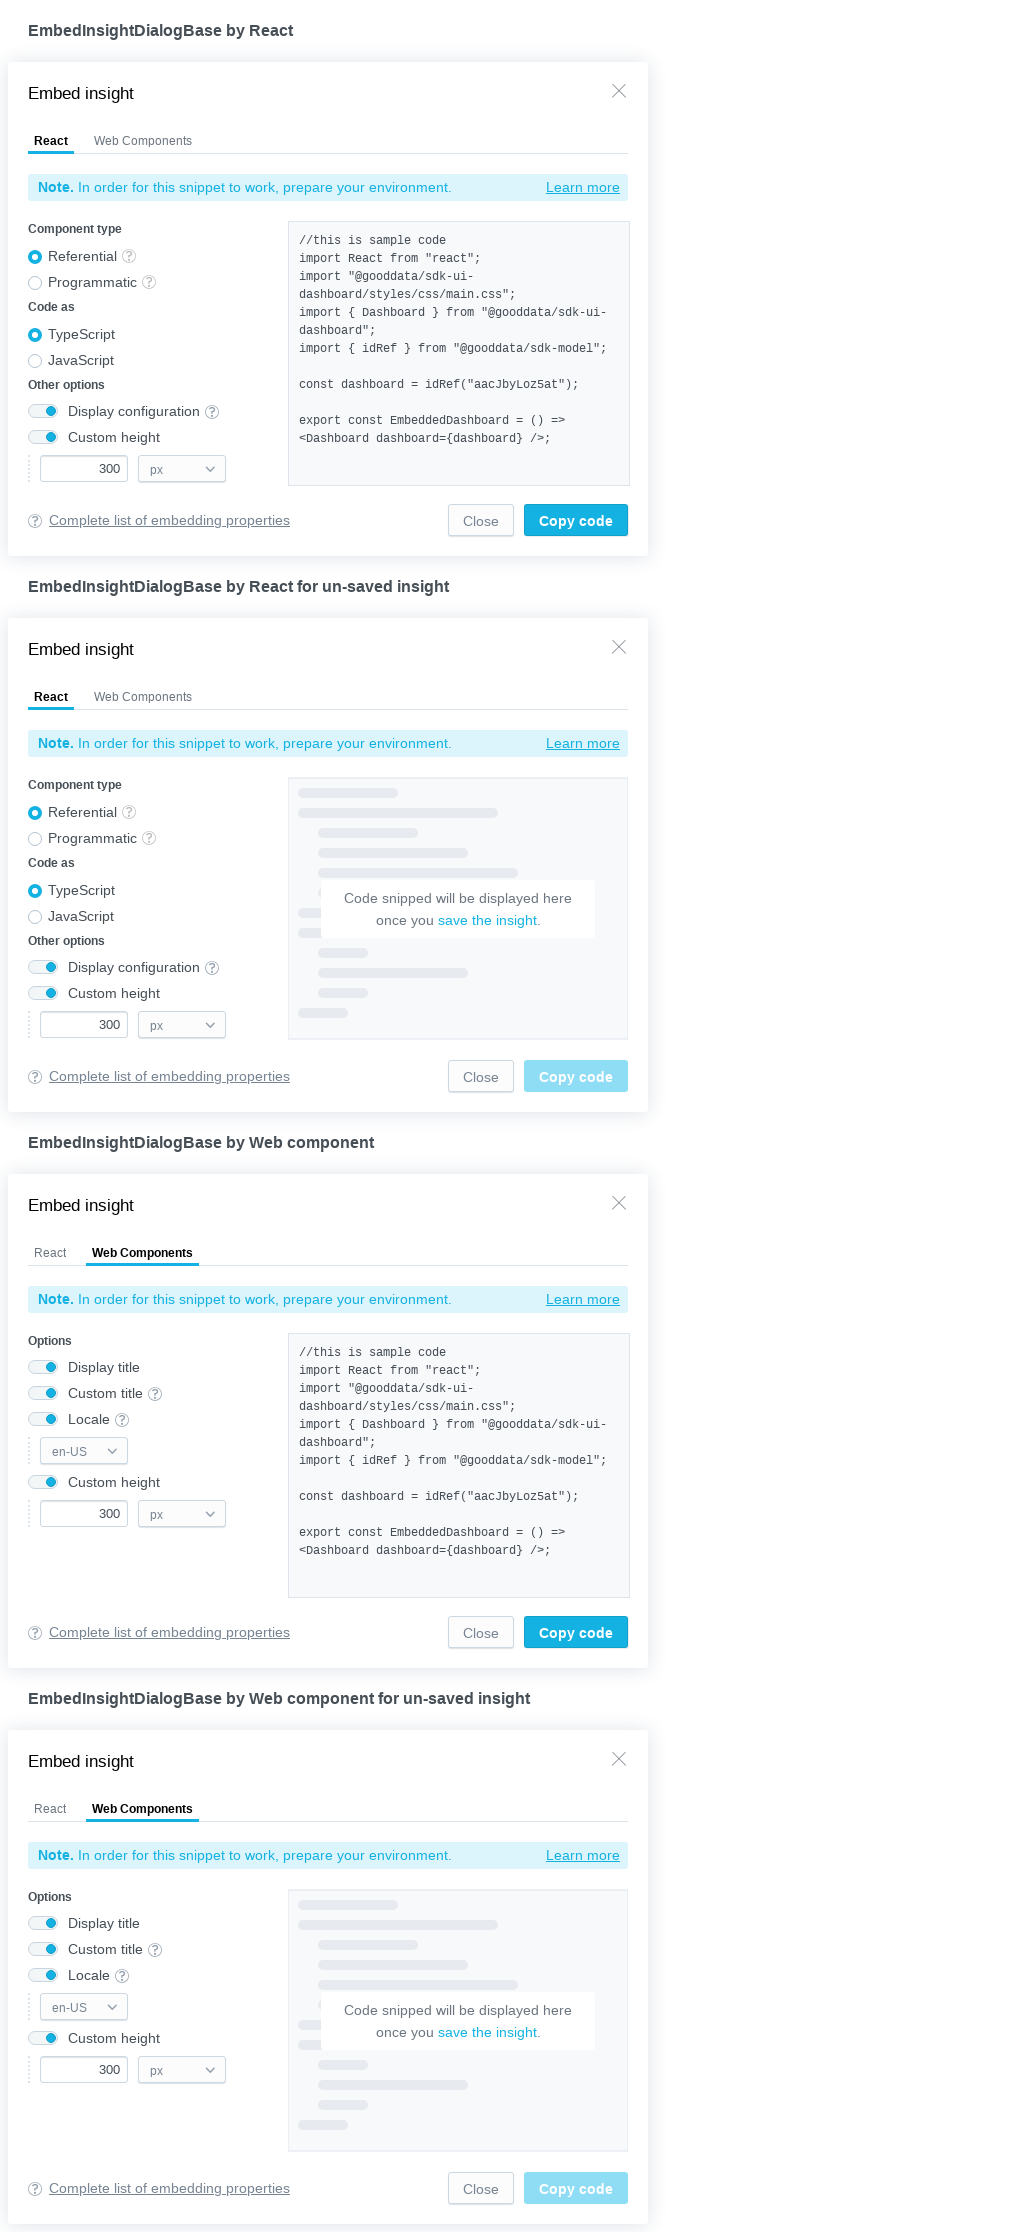 EmbedInsightDialogBase by React
Embed insight
React Web Components
Note. In order for this snippet to work, prepare your environment. Learn more
Component type
Referential
Programmatic
Code as
TypeScript
JavaScript
Other options
Display configuration
Custom height
300 px
//this is sample code
import React from "react";
import "@gooddata/sdk-ui-
dashboard/styles/css/main.css";
import { Dashboard } from "@gooddata/sdk-ui-
dashboard";
import { idRef } from "@gooddata/sdk-model";
const dashboard = idRef("aacJbyLoz5at");
export const EmbeddedDashboard = () =>
<Dashboard dashboard={dashboard} />;
Complete list of embedding properties
Close
Copy code
EmbedInsightDialogBase by React for un-saved insight
Embed insight
React Web Components
Note. In order for this snippet to work, prepare your environment. Learn more
Component type
Referential
Programmatic
Code as
TypeScript
JavaScript
Other options
Display configuration
Custom height
300 px
Code snipped will be displayed here
once you save the insight.
Complete list of embedding properties
Close
Copy code
EmbedInsightDialogBase by Web component
Embed insight
React Web Components
Note. In order for this snippet to work, prepare your environment. Learn more
Options
Display title
Custom title
Locale
en-US
Custom height
300 px
//this is sample code
import React from "react";
import "@gooddata/sdk-ui-
dashboard/styles/css/main.css";
import { Dashboard } from "@gooddata/sdk-ui-
dashboard";
import { idRef } from "@gooddata/sdk-model";
const dashboard = idRef("aacJbyLoz5at");
export const EmbeddedDashboard = () =>
<Dashboard dashboard={dashboard} />;
Complete list of embedding properties
Close
Copy code
EmbedInsightDialogBase by Web component for un-saved insight
Embed insight
React Web Components
Note. In order for this snippet to work, prepare your environment. Learn more
Options
Display title
Custom title
Locale
en-US
Custom height
300 px
Code snipped will be displayed here
once you save the insight.
Complete list of embedding properties
Close
Copy code